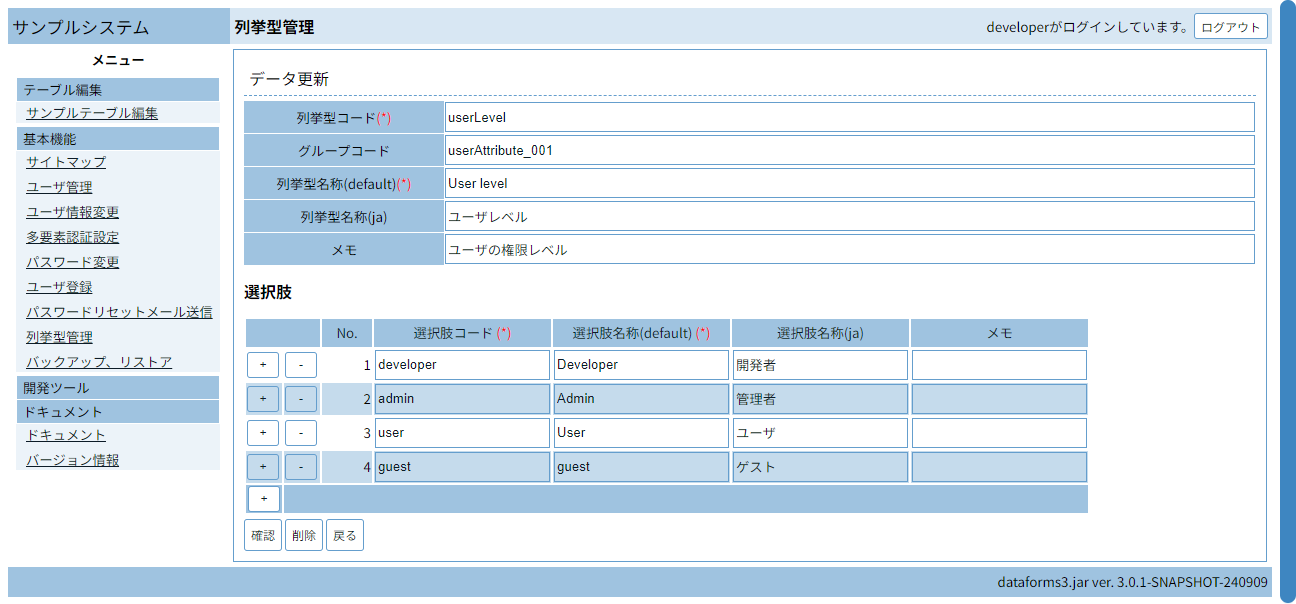 サンプルシステム
列挙型管理
developerがログインしています。 ログアウト
メニュー
テーブル編集
サンプルテーブル編集
基本機能
サイトマップ
ユーザ管理
ユーザ情報変更
多要素認証設定
パスワード変更
ユーザ登録
パスワードリセットメール送信
列挙型管理
バックアップ、リストア
開発ツール
ドキュメント
ドキュメント
バージョン情報
データ更新
列挙型コード(*) userLevel
グループコード userAttribute_001
列挙型名称(default)(*) User level
列挙型名称(ja) ユーザレベル
メモ ユーザの権限レベル
選択肢
No. 選択肢コード (*) 選択肢名称(default) (*) 選択肢名称(ja) メモ
+ - 1 developer Developer 開発者
+ - 2 admin Admin 管理者
+ - 3 user User ユーザ
+ - 4 guest guest ゲスト
+
確認 削除 戻る
dataforms3.jar ver. 3.0.1-SNAPSHOT-240909